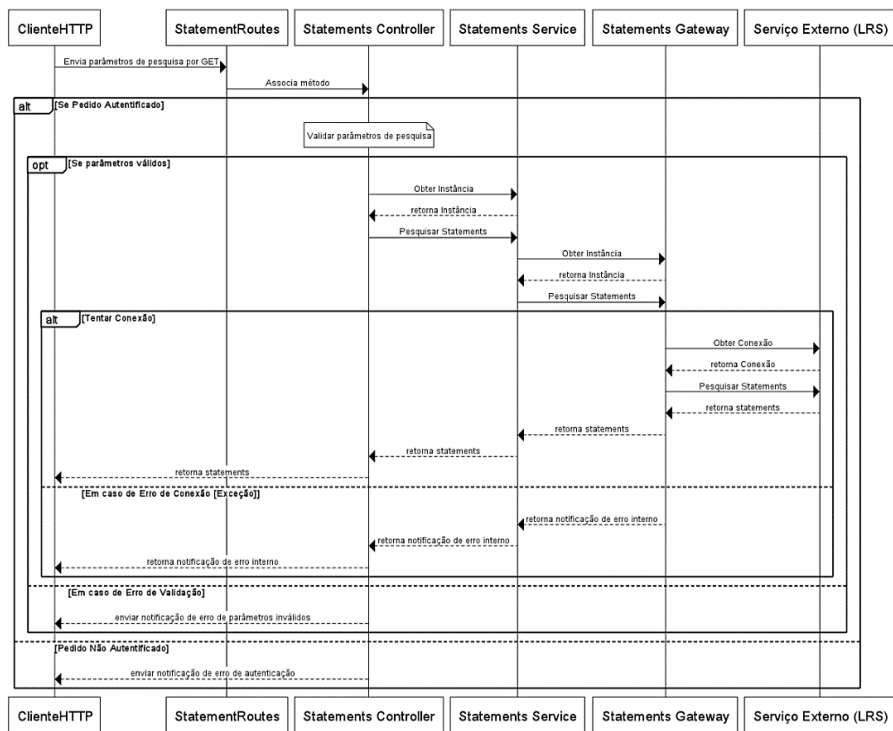 ClienteHTTP
StatementRoutes
Statements Controller
Statements Service
Statements Gateway
Serviço Externo (LRS)
Envia parâmetros de pesquisa por GET
Associa método
alt
[Se Pedido Autentificado]
Validar parâmetros de pesquisa
opt
[Se parâmetros válidos]
Obter Instância
retorna Instância
Pesquisar Statements
Obter Instância
retorna Instância
Pesquisar Statements
alt
[Tentar Conexão]
Obter Conexão
retorna Conexão
Pesquisar Statements
retorna statements
retorna statements
retorna statements
retorna statements
[Em caso de Erro de Conexão [Exceção]]
retorna notificação de erro interno
retorna notificação de erro interno
retorna notificação de erro interno
[Em caso de Erro de Validação]
enviar notificação de erro de parâmetros inválidos
[Pedido Não Autentificado]
enviar notificação de erro de autenticação
ClienteHTTP
StatementRoutes
Statements Controller
Statements Service
Statements Gateway
Serviço Externo (LRS)